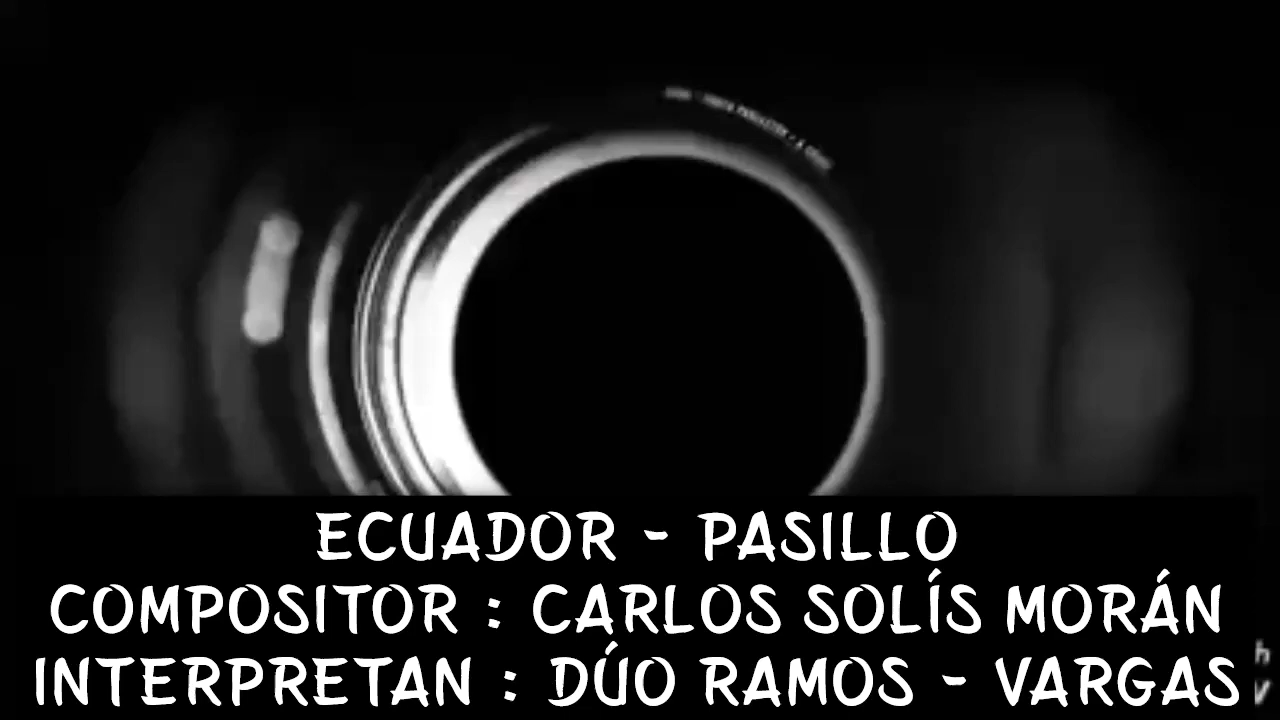 ECUADOR - PASILLO
COMPOSITOR : CARLOS SOLÍS MORÁN
INTERPRETAN : DÚO RAMOS - VARGAS